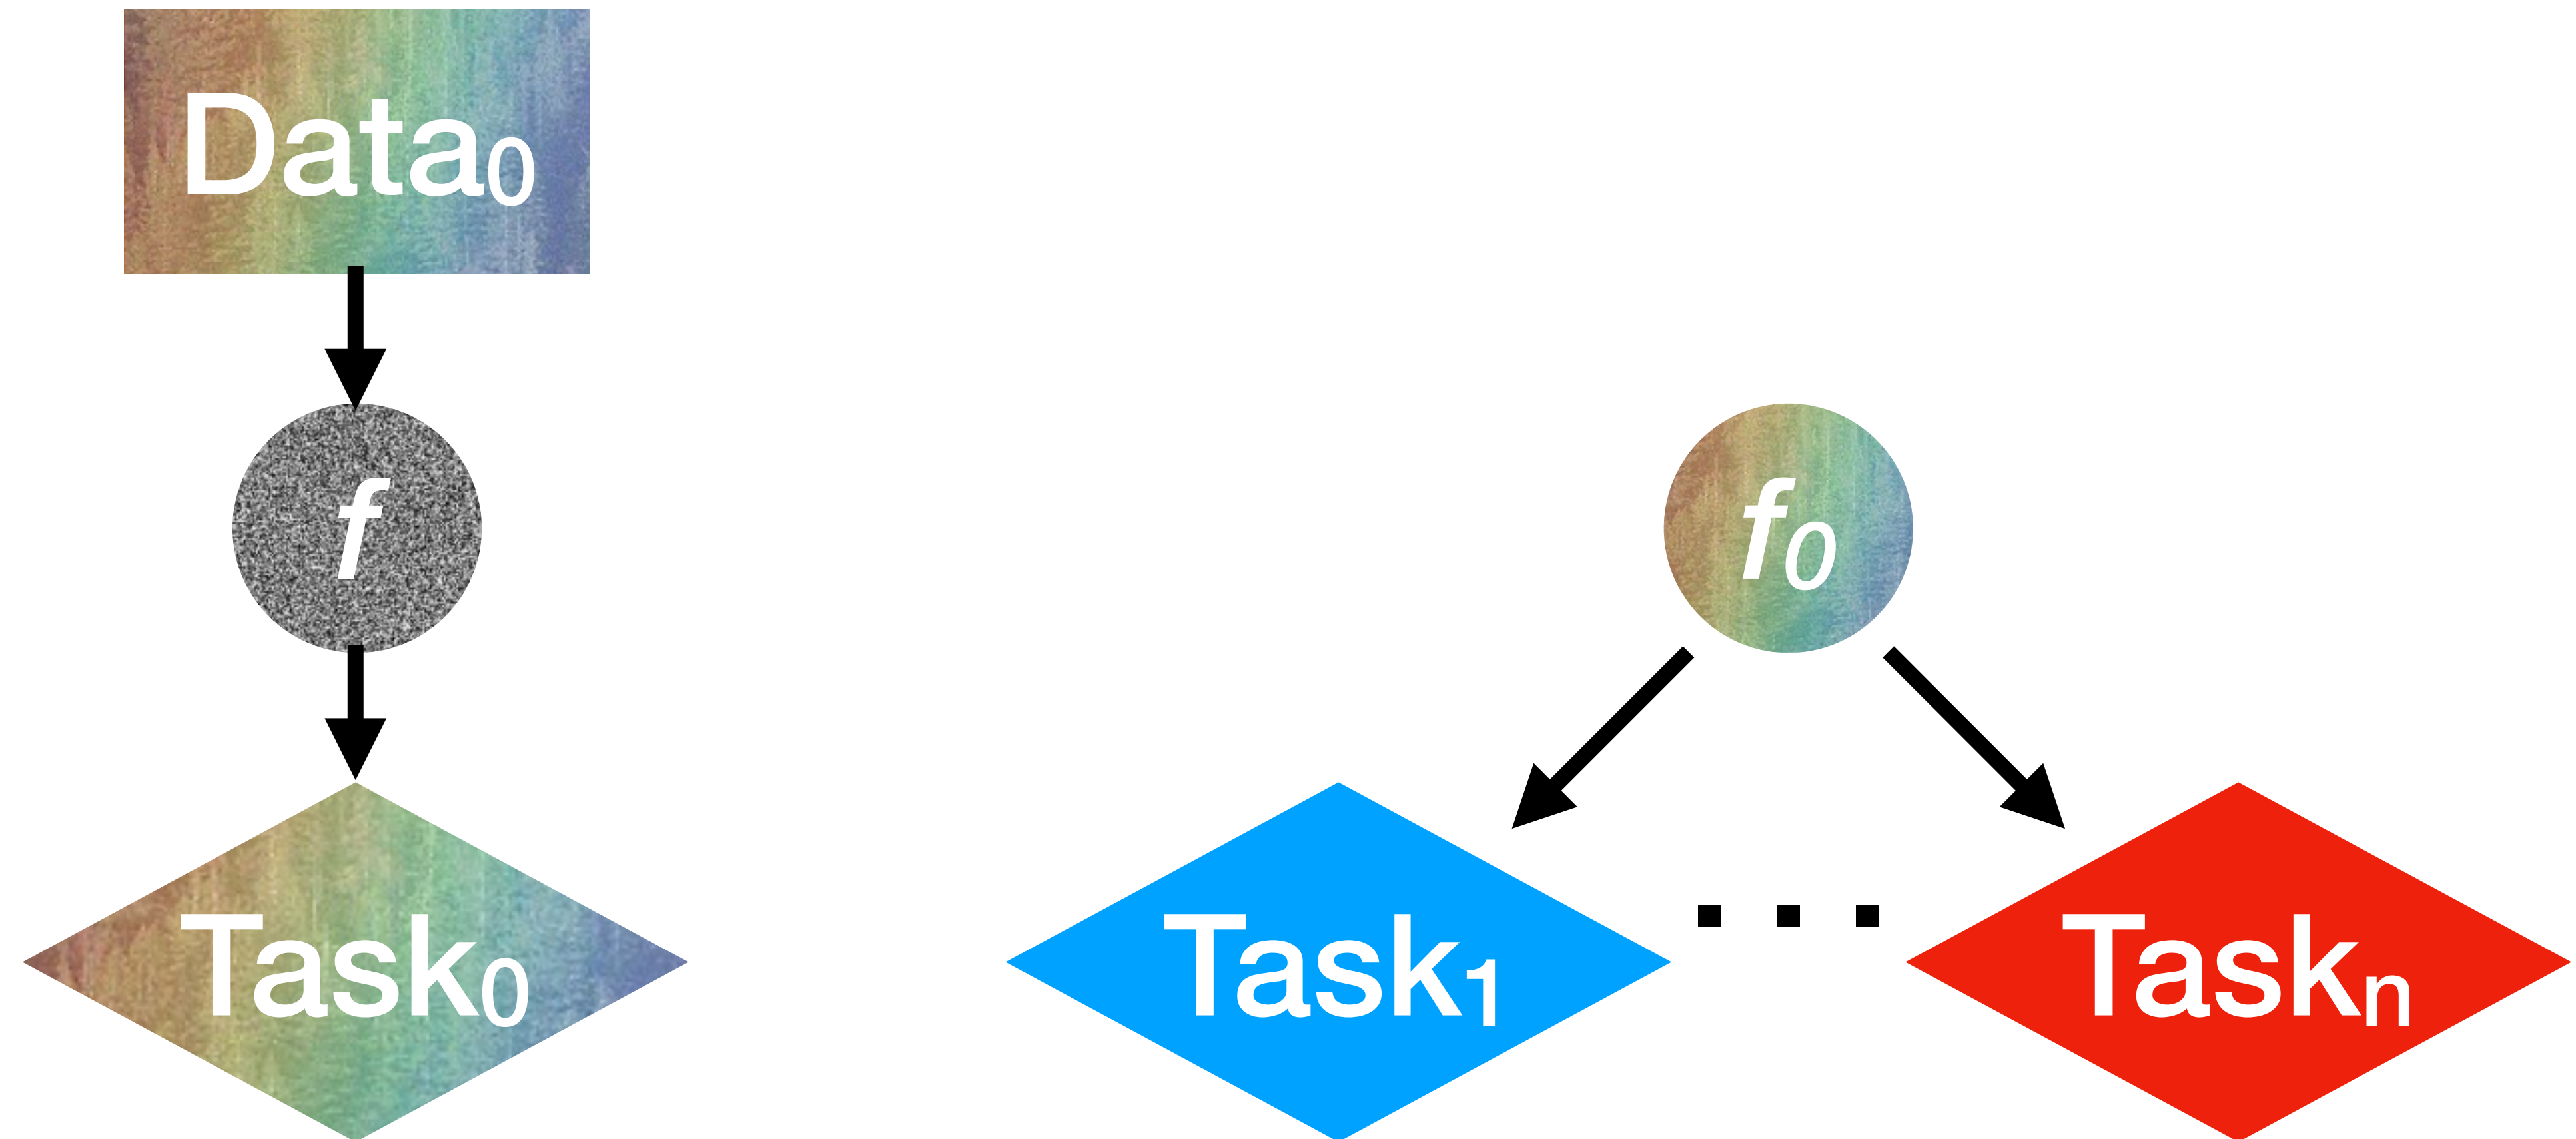 Data₀
f
f₀
Task₀
Task₁
...
Taskₙ